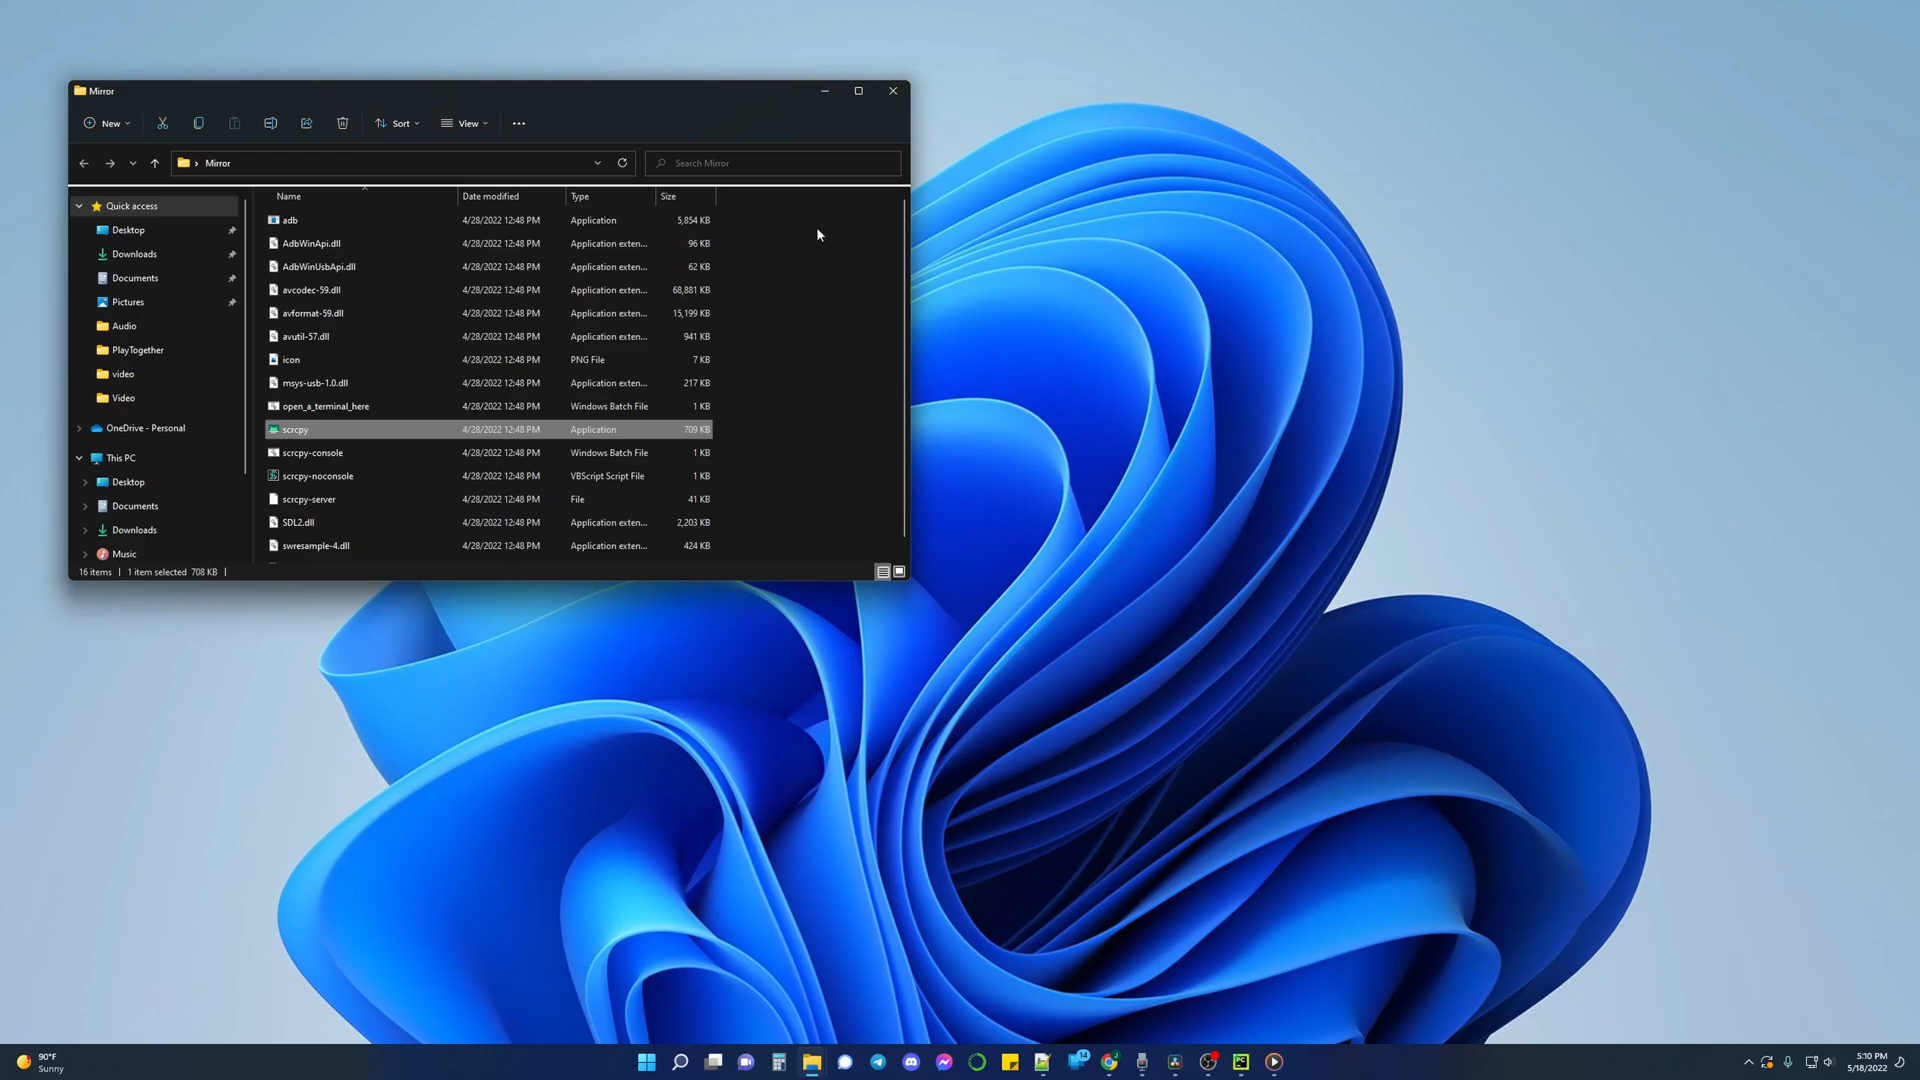 Mirror
New
Sort
View
Mirror
Search Mirror
Name Date modified Type Size
Quick access
Desktop
Downloads
Documents
Pictures
Audio
PlayTogether
video
Video
OneDrive - Personal
This PC
Desktop
Documents
Downloads
Music
adb 4/28/2022 12:48 PM Application 5,854 KB
AdbWinApi.dll 4/28/2022 12:48 PM Application exten... 96 KB
AdbWinUsbApi.dll 4/28/2022 12:48 PM Application exten... 62 KB
avcodec-59.dll 4/28/2022 12:48 PM Application exten... 68,881 KB
avformat-59.dll 4/28/2022 12:48 PM Application exten... 15,199 KB
avutil-57.dll 4/28/2022 12:48 PM Application exten... 941 KB
icon 4/28/2022 12:48 PM PNG File 7 KB
msys-usb-1.0.dll 4/28/2022 12:48 PM Application exten... 217 KB
open_a_terminal_here 4/28/2022 12:48 PM Windows Batch File 1 KB
scrcpy 4/28/2022 12:48 PM Application 709 KB
scrcpy-console 4/28/2022 12:48 PM Windows Batch File 1 KB
scrcpy-noconsole 4/28/2022 12:48 PM VBScript Script File 1 KB
scrcpy-server 4/28/2022 12:48 PM File 41 KB
SDL2.dll 4/28/2022 12:48 PM Application exten... 2,203 KB
swresample-4.dll 4/28/2022 12:48 PM Application exten... 424 KB
16 items 1 item selected 708 KB
90°F
Sunny
14
J
PC
5:10 PM
5/18/2022